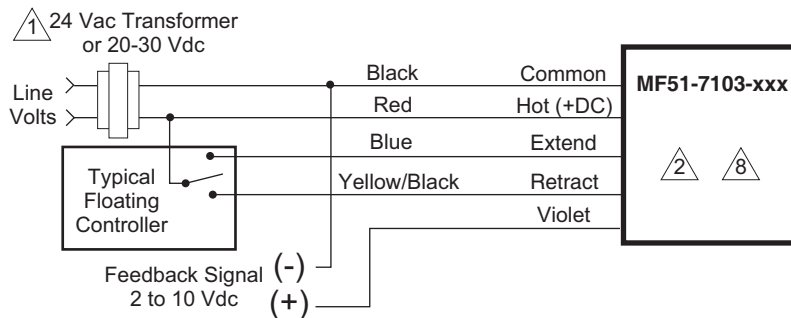 1 24 Vac Transformer
or 20-30 Vdc
Line
Volts
Black Common
Red Hot (+DC)
Blue Extend
Yellow/Black Retract
Violet
MF51-7103-xxx
2 8
Typical
Floating
Controller
Feedback Signal (-)
2 to 10 Vdc (+)